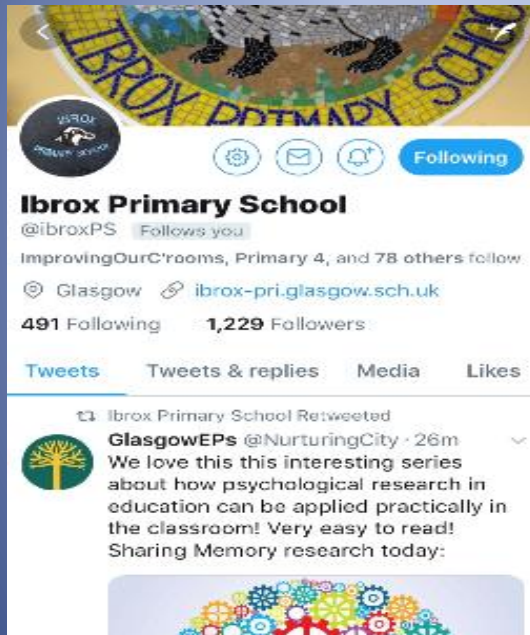 IBROX PRIMARY SCHOOL
IBROX
PRIMARY SCHOOL
Following
Ibrox Primary School
@ibroxPS Follows you
ImprovingOurC'rooms, Primary 4, and 78 others follow
Glasgow ibrox-pri.glasgow.sch.uk
491 Following 1,229 Followers
Tweets Tweets & replies Media Likes
Ibrox Primary School Retweeted
GlasgowEPs @NurturingCity · 26m
We love this this interesting series
about how psychological research in
education can be applied practically in
the classroom! Very easy to read!
Sharing Memory research today: